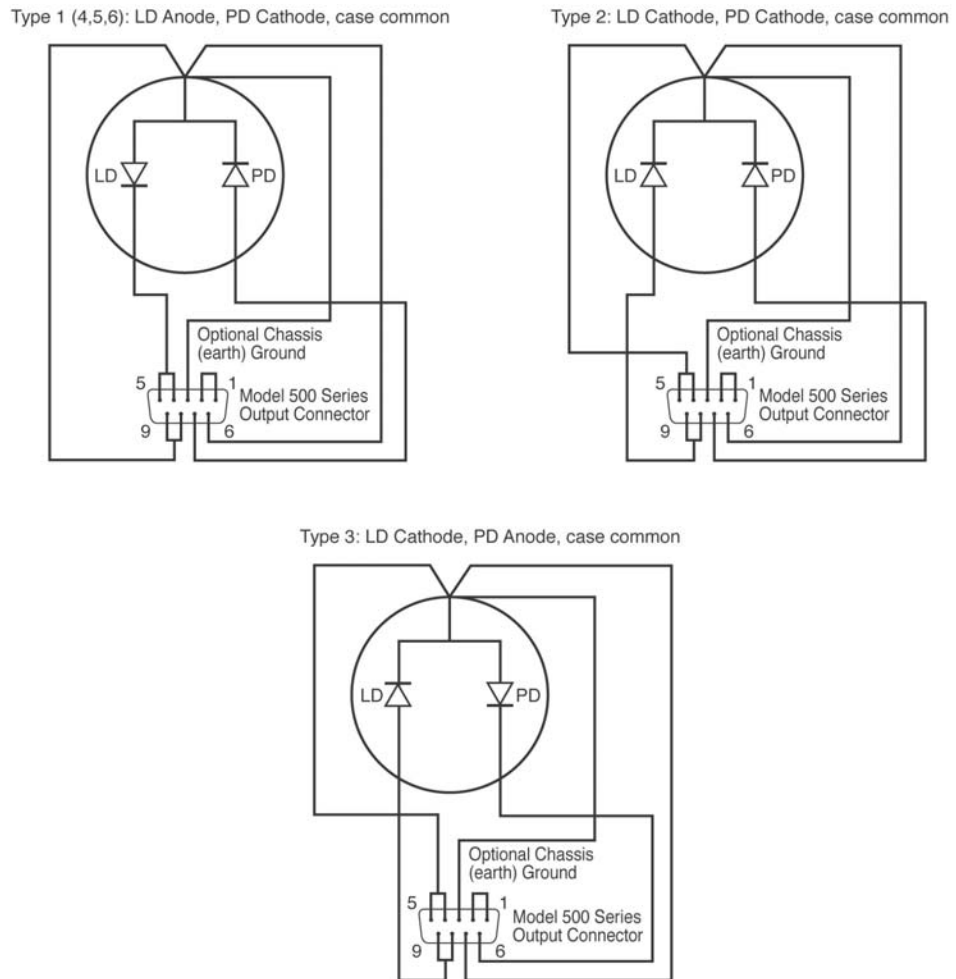 Type 1 (4,5,6): LD Anode, PD Cathode, case common
LD
PD
Optional Chassis
(earth) Ground
5
1
Model 500 Series
Output Connector
9
6
Type 2: LD Cathode, PD Cathode, case common
LD
PD
Optional Chassis
(earth) Ground
5
1
Model 500 Series
Output Connector
9
6
Type 3: LD Cathode, PD Anode, case common
LD
PD
Optional Chassis
(earth) Ground
5
1
Model 500 Series
Output Connector
9
6